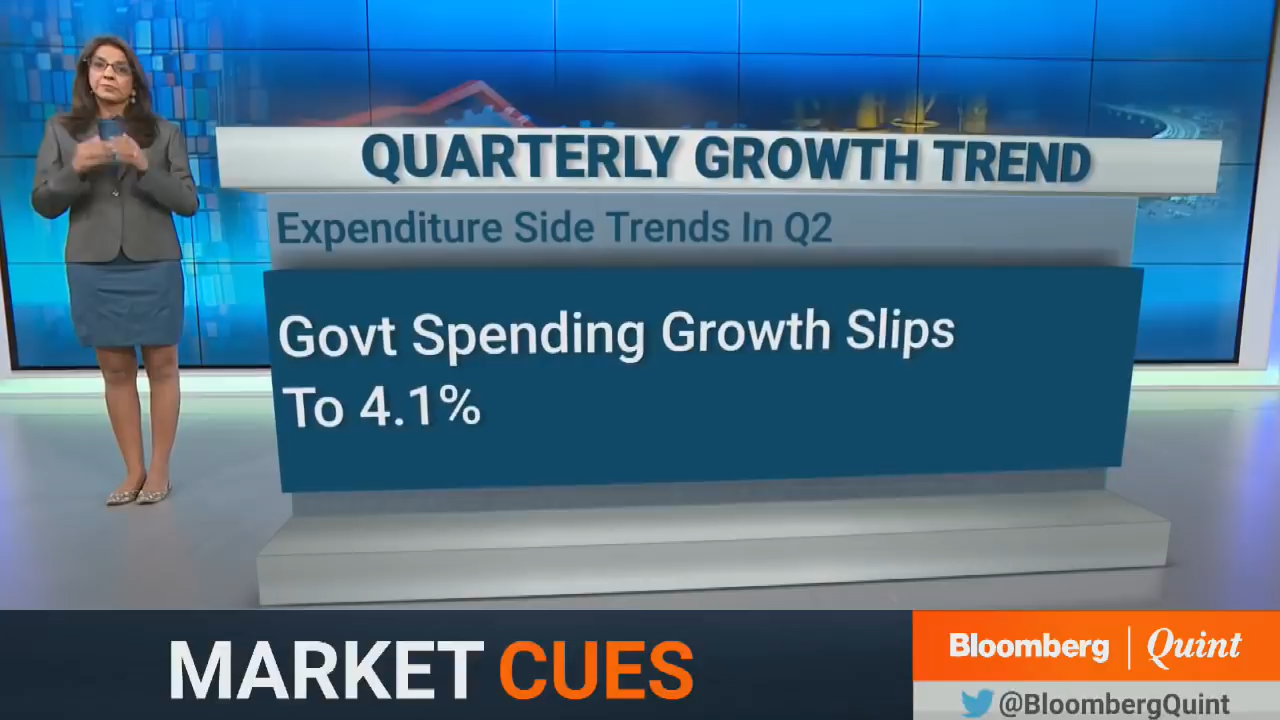 QUARTERLY GROWTH TREND
Expenditure Side Trends In Q2
Govt Spending Growth Slips
To 4.1%
MARKET CUES
Bloomberg | Quint
@BloombergQuint